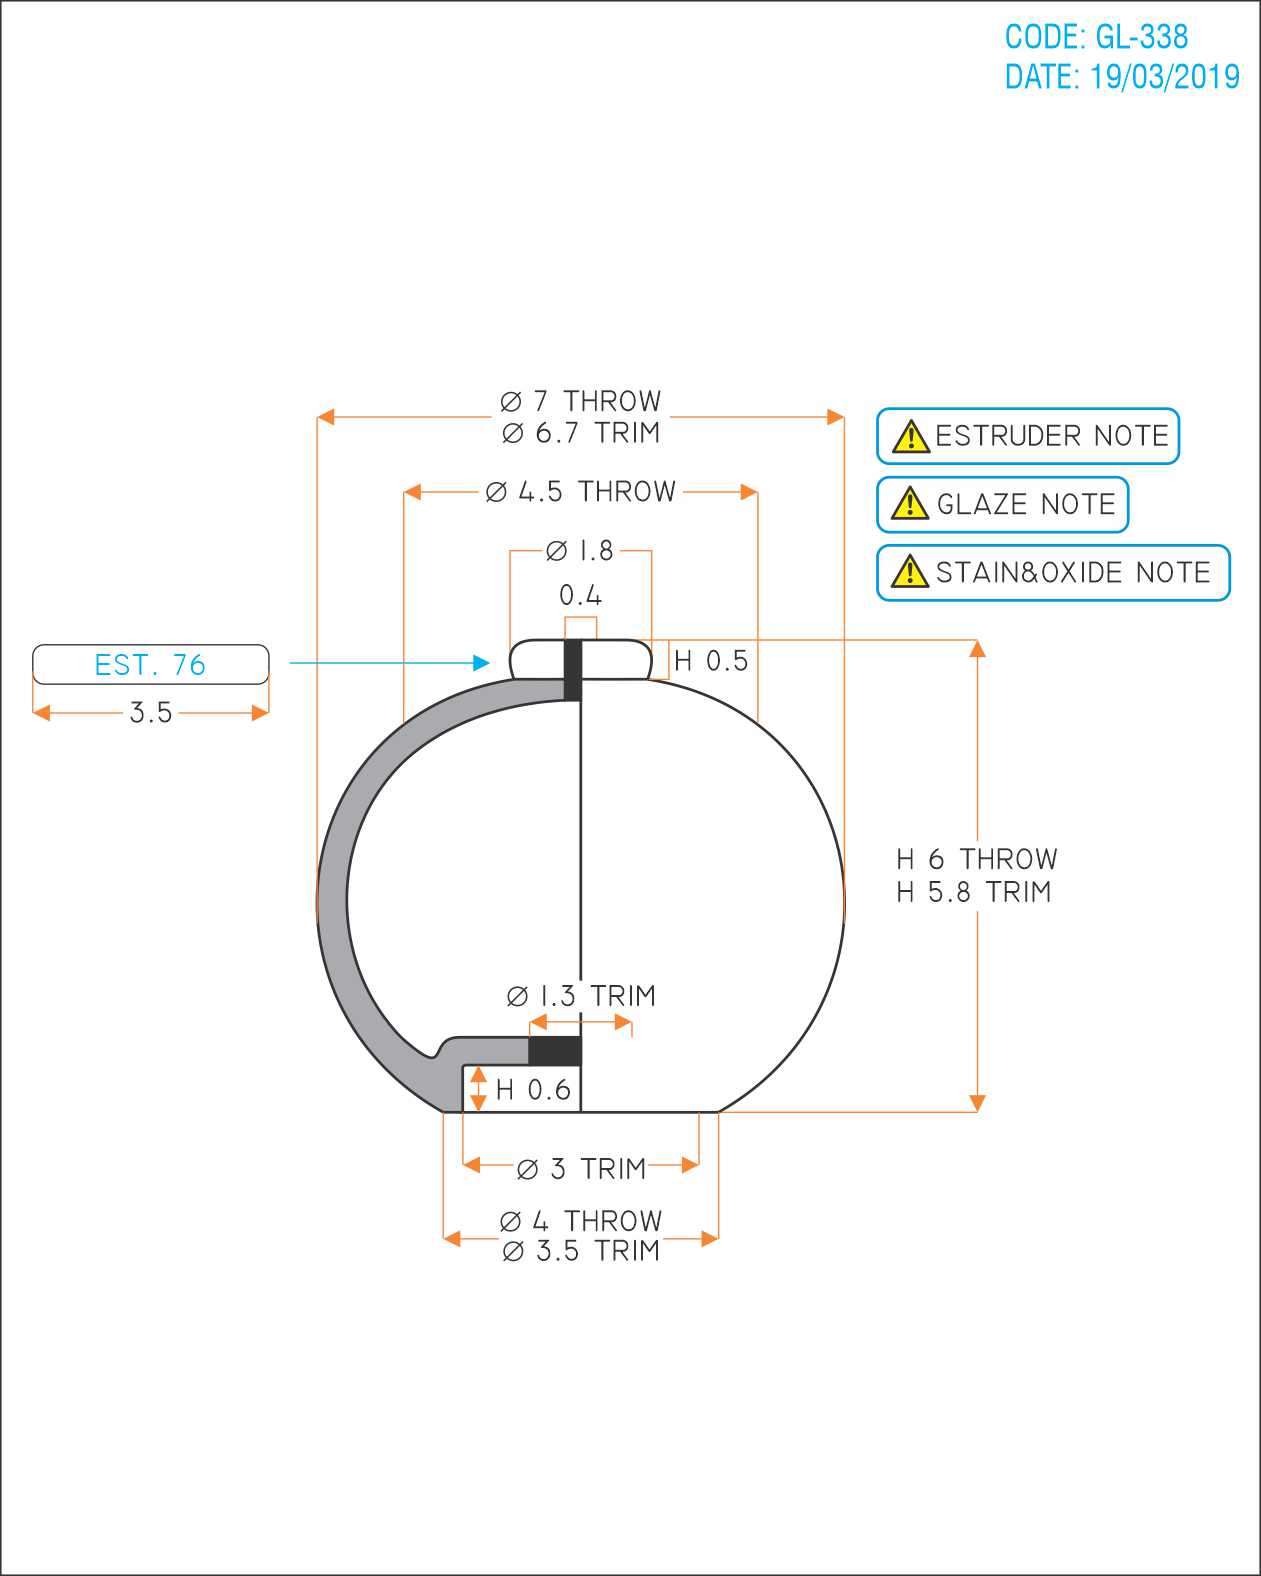 CODE: GL-338
DATE: 19/03/2019
Ø 7 THROW
Ø 6.7 TRIM
ESTRUDER NOTE
Ø 4.5 THROW
GLAZE NOTE
Ø 1.8
STAIN&OXIDE NOTE
0.4
EST. 76
H 0.5
3.5
H 6 THROW
H 5.8 TRIM
Ø 1.3 TRIM
H 0.6
Ø 3 TRIM
Ø 4 THROW
Ø 3.5 TRIM